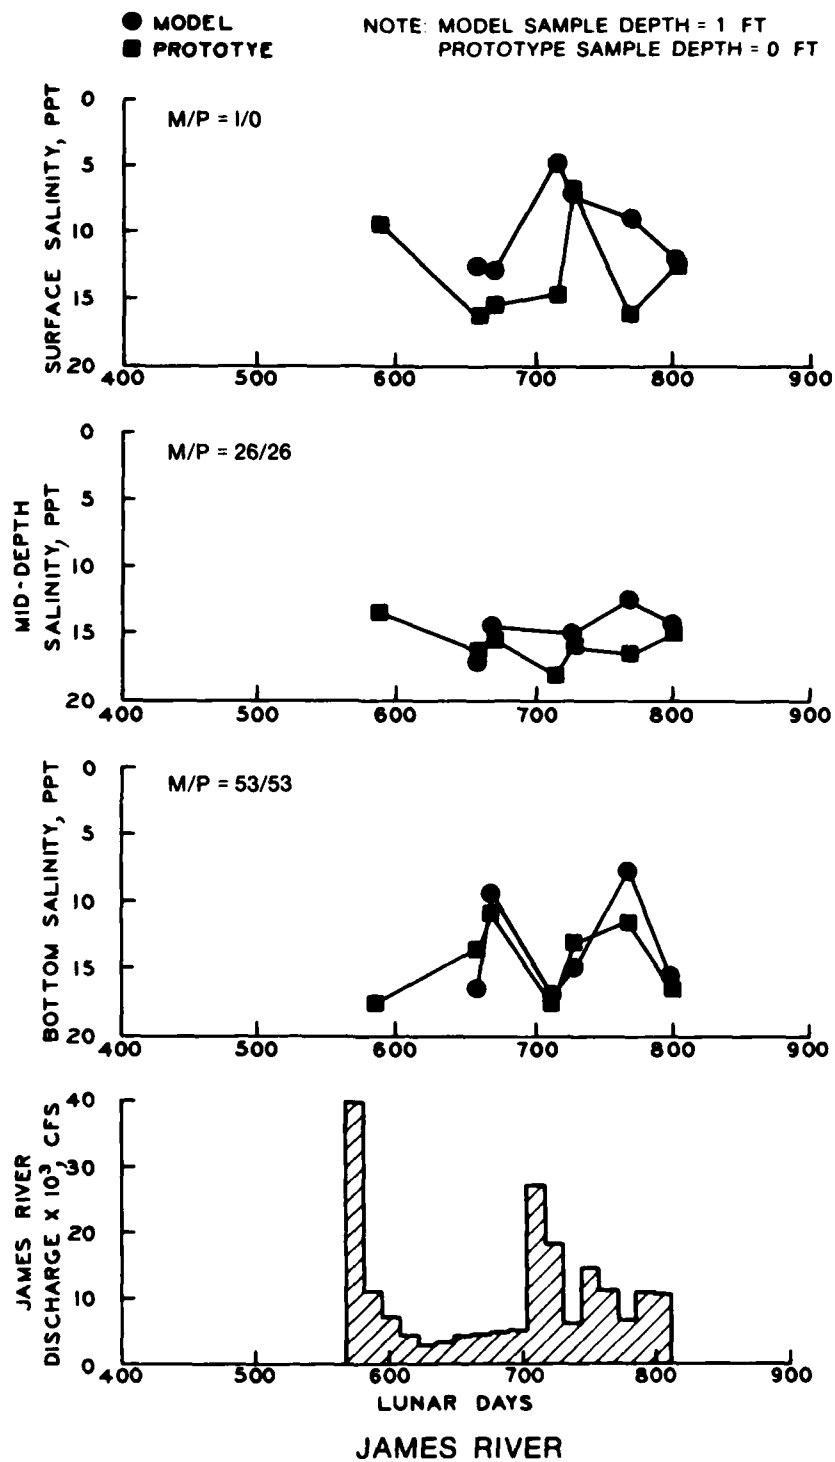 MODEL
PROTOTYE
NOTE: MODEL SAMPLE DEPTH = 1 FT
PROTOTYPE SAMPLE DEPTH = 0 FT
SURFACE SALINITY, PPT
0
5
10
15
20
M/P = 1/0
400 500 600 700 800 900
MID-DEPTH
SALINITY, PPT
0
5
10
15
20
M/P = 26/26
400 500 600 700 800 900
BOTTOM SALINITY, PPT
0
5
10
15
20
M/P = 53/53
400 500 600 700 800 900
JAMES RIVER
DISCHARGE X 10³, CFS
40
30
20
10
0
400 500 600 700 800 900
LUNAR DAYS
JAMES RIVER